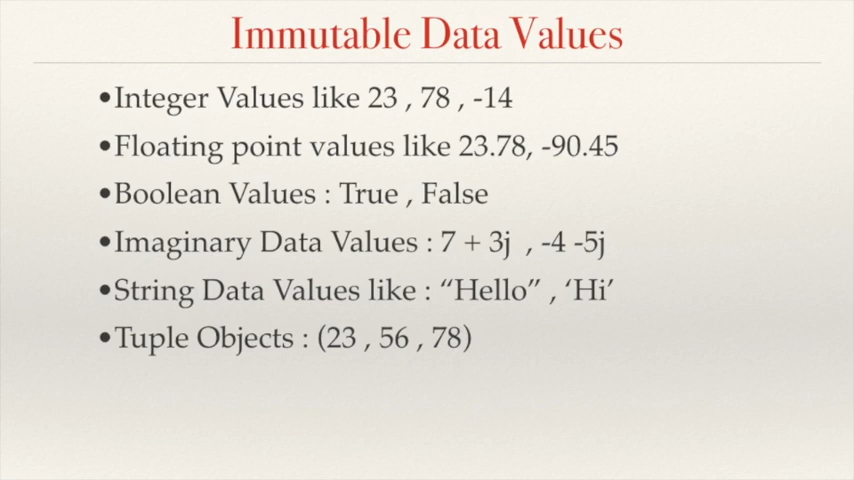 Immutable Data Values
•Integer Values like 23 , 78 , -14
•Floating point values like 23.78, -90.45
•Boolean Values : True , False
•Imaginary Data Values : 7 + 3j  , -4 -5j
•String Data Values like : “Hello” , ‘Hi’
•Tuple Objects : (23 , 56 , 78)